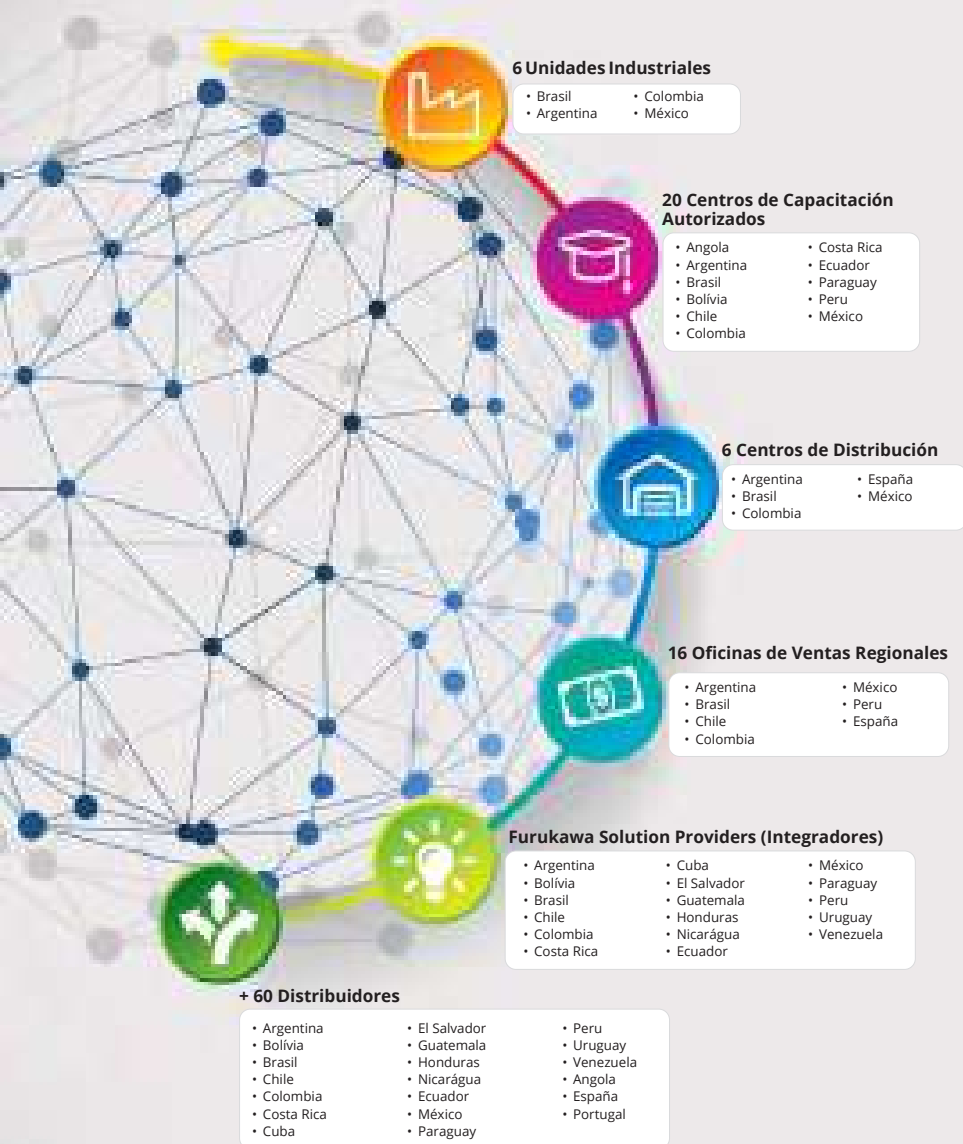 6 Unidades Industriales
• Brasil
• Argentina
• Colombia
• México
20 Centros de Capacitación
Autorizados
• Angola
• Argentina
• Brasil
• Bolívia
• Chile
• Colombia
• Costa Rica
• Ecuador
• Paraguay
• Peru
• México
6 Centros de Distribución
• Argentina
• Brasil
• Colombia
• España
• México
16 Oficinas de Ventas Regionales
• Argentina
• Brasil
• Chile
• Colombia
• México
• Peru
• España
Furukawa Solution Providers (Integradores)
• Argentina
• Bolívia
• Brasil
• Chile
• Colombia
• Costa Rica
• Cuba
• El Salvador
• Guatemala
• Honduras
• Nicarágua
• Ecuador
• México
• Paraguay
• Peru
• Uruguay
• Venezuela
+ 60 Distribuidores
• Argentina
• Bolívia
• Brasil
• Chile
• Colombia
• Costa Rica
• Cuba
• El Salvador
• Guatemala
• Honduras
• Nicarágua
• Ecuador
• México
• Paraguay
• Peru
• Uruguay
• Venezuela
• Angola
• España
• Portugal